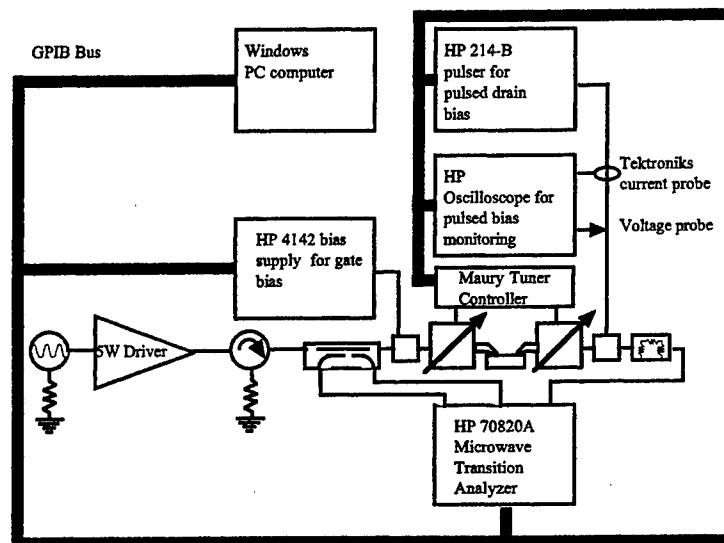 GPIB Bus
Windows
PC computer
HP 214-B
pulser for
pulsed drain
bias
Tektroniks
current probe
HP
Oscilloscope for
pulsed bias
monitoring
Voltage probe
HP 4142 bias
supply for gate
bias
Maury Tuner
Controller
5W Driver
HP 70820A
Microwave
Transition
Analyzer